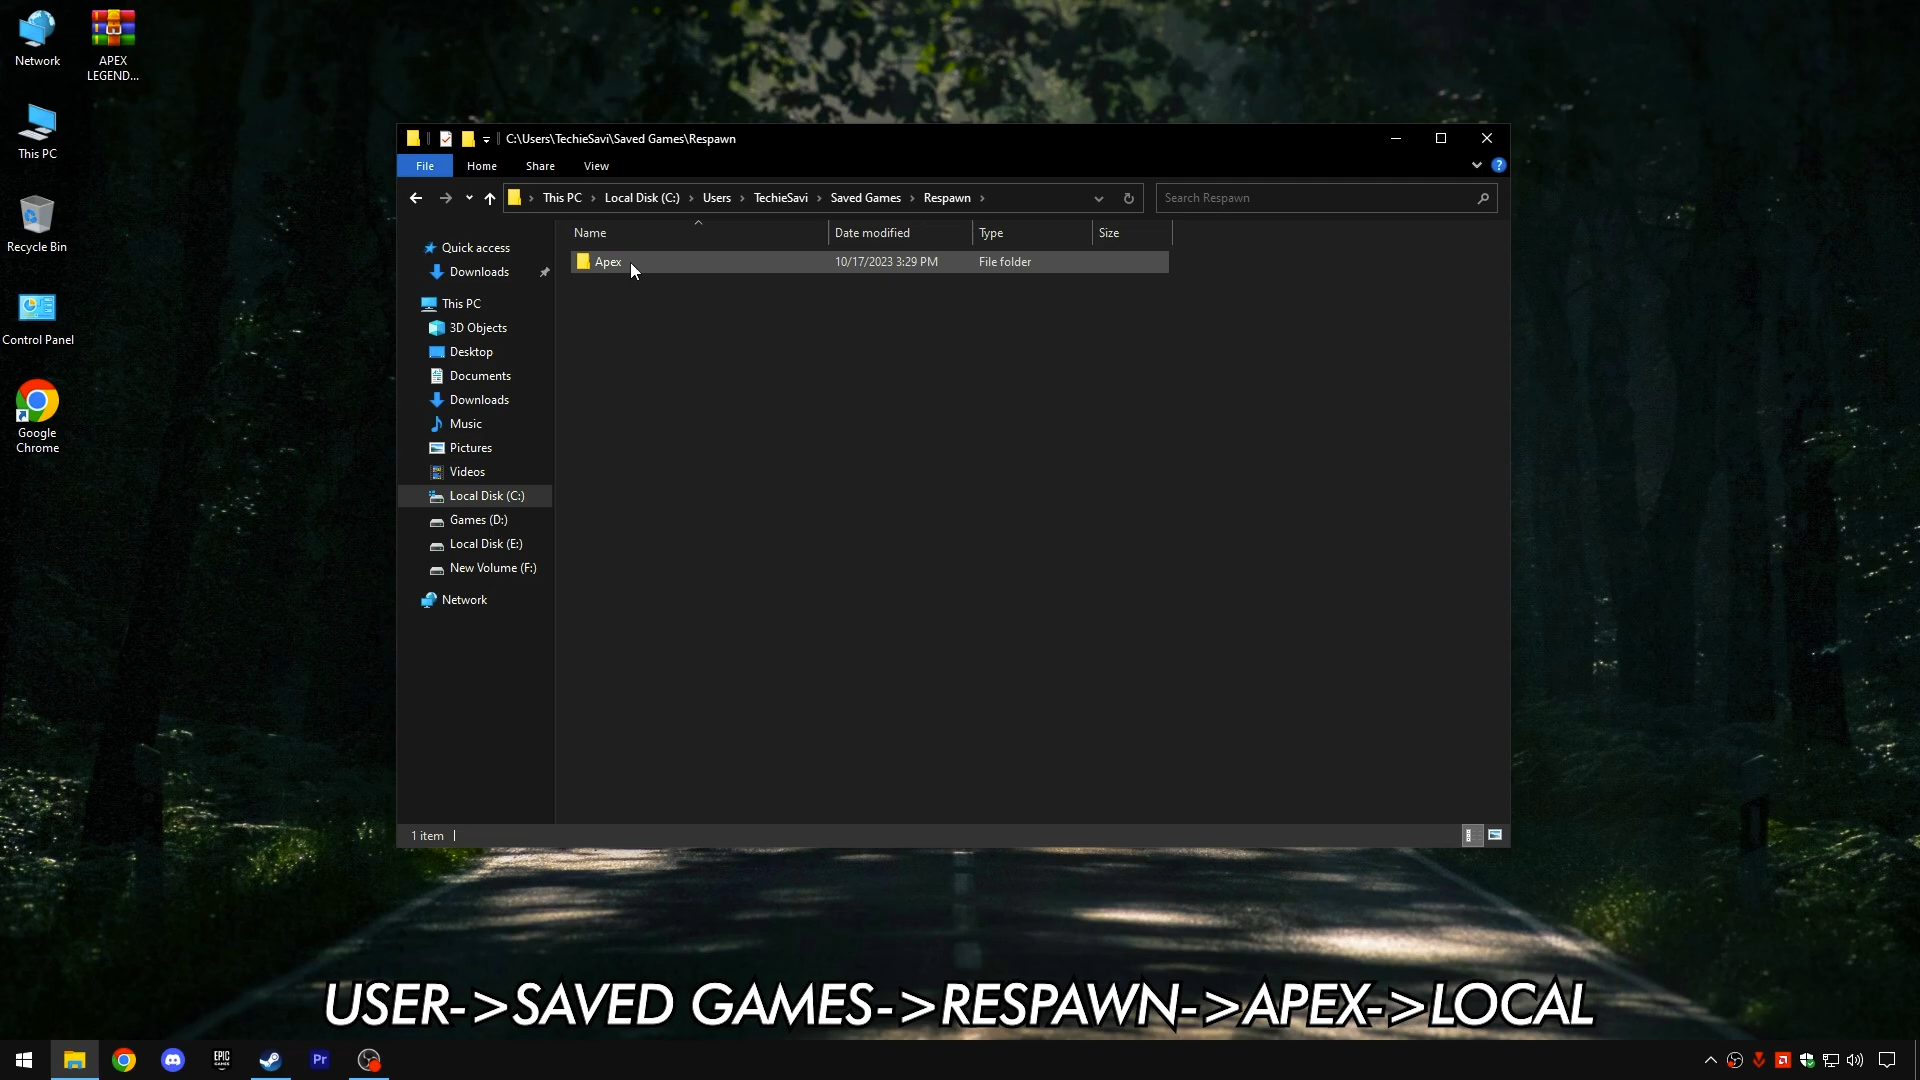 Network
APEX
LEGEND...
This PC
Recycle Bin
Control Panel
Google
Chrome
C:\Users\TechieSavi\Saved Games\Respawn
File Home Share View
This PC > Local Disk (C:) > Users > TechieSavi > Saved Games > Respawn >
Search Respawn
Name Date modified Type Size
Apex 10/17/2023 3:29 PM File folder
Quick access
Downloads
This PC
3D Objects
Desktop
Documents
Downloads
Music
Pictures
Videos
Local Disk (C:)
Games (D:)
Local Disk (E:)
New Volume (F:)
Network
1 item
USER->SAVED GAMES->RESPAWN->APEX->LOCAL
EPIC
GAMES
Pr